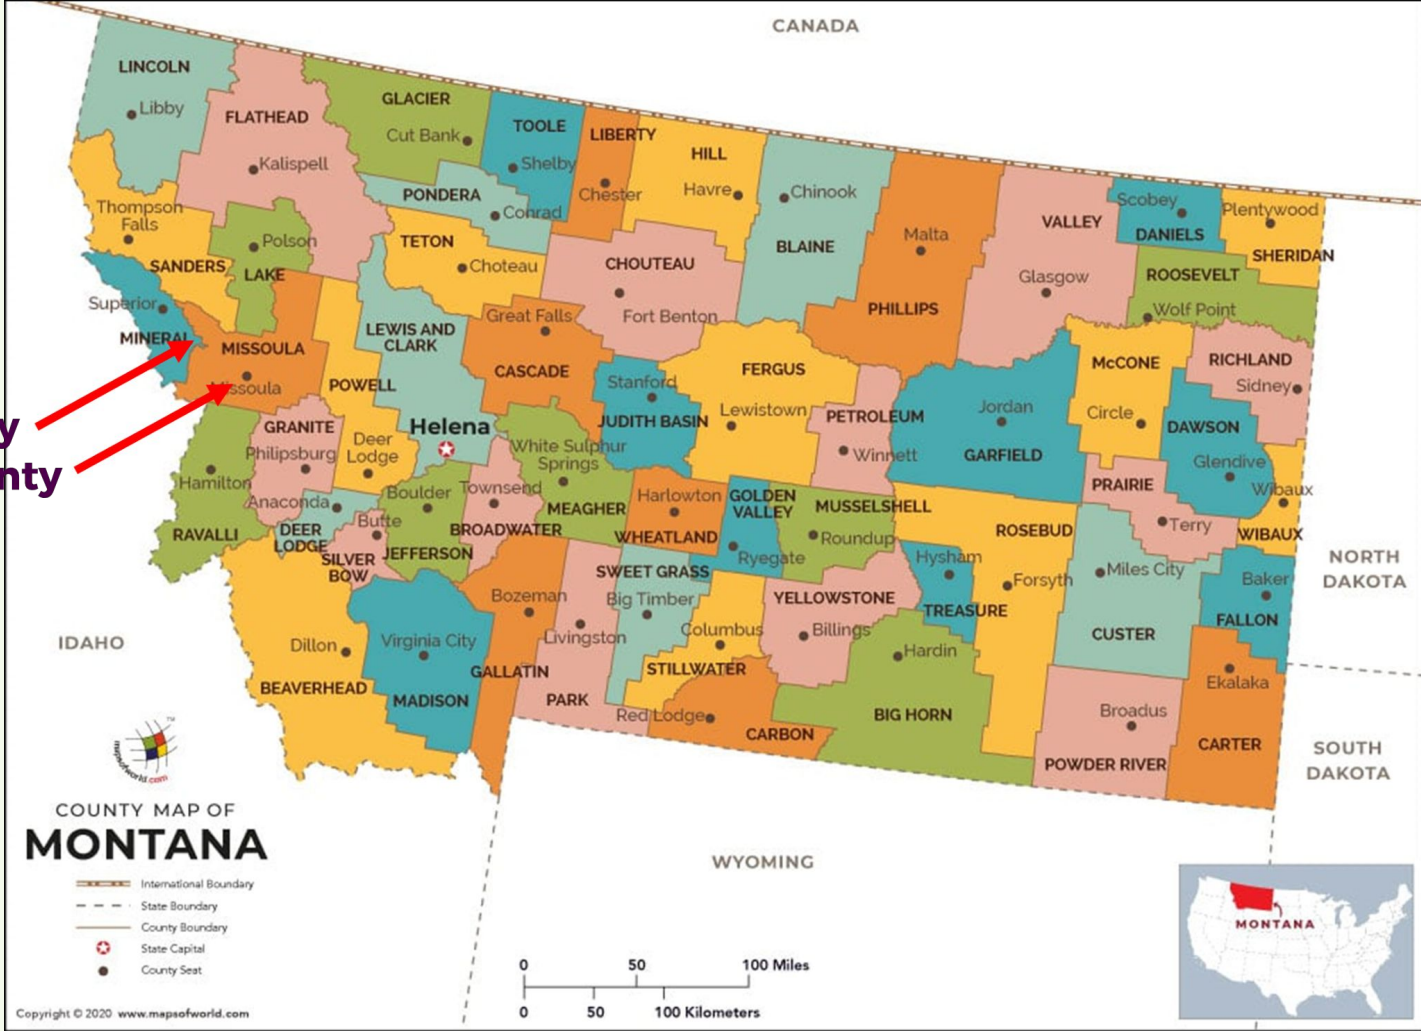 CANADA
LINCOLN
Libby
FLATHEAD
Kalispell
GLACIER
Cut Bank
TOOLE
Shelby
LIBERTY
Chester
HILL
Havre
Chinook
BLAINE
Malta
PHILLIPS
VALLEY
Glasgow
Scobey
DANIELS
Plentywood
SHERIDAN
ROOSEVELT
Wolf Point
PONDERA
Conrad
TETON
Choteau
CHOUTEAU
Fort Benton
Thompson
Falls
SANDERS
Polson
LAKE
Superior
MINERAL
MISSOULA
Missoula
LEWIS AND
CLARK
POWELL
Great Falls
CASCADE
Stanford
JUDITH BASIN
FERGUS
Lewistown
PETROLEUM
Winnett
Jordan
GARFIELD
McCONE
Circle
RICHLAND
Sidney
DAWSON
Glendive
Wibaux
WIBAUX
PRAIRIE
Terry
y
nty
GRANITE
Philipsburg
Deer
Lodge
Helena
Hamilton
RAVALLI
Anaconda
DEER
LODGE
Butte
SILVER
BOW
Boulder
JEFFERSON
Townsend
BROADWATER
White Sulphur
Springs
MEAGHER
Harlowton
WHEATLAND
GOLDEN
VALLEY
Ryegate
MUSSELSHELL
Roundup
ROSEBUD
Forsyth
Hysham
TREASURE
Miles City
CUSTER
Baker
FALLON
NORTH
DAKOTA
IDAHO
Dillon
BEAVERHEAD
Virginia City
MADISON
Bozeman
GALLATIN
Livingston
PARK
SWEET GRASS
Big Timber
Columbus
STILLWATER
Red Lodge
CARBON
YELLOWSTONE
Billings
Hardin
BIG HORN
Broadus
POWDER RIVER
Ekalaka
CARTER
SOUTH
DAKOTA
WYOMING
TM
mapsofworld.com
COUNTY MAP OF
MONTANA
International Boundary
State Boundary
County Boundary
State Capital
County Seat
0 50 100 Miles
0 50 100 Kilometers
MONTANA
Copyright © 2020 www.mapsofworld.com